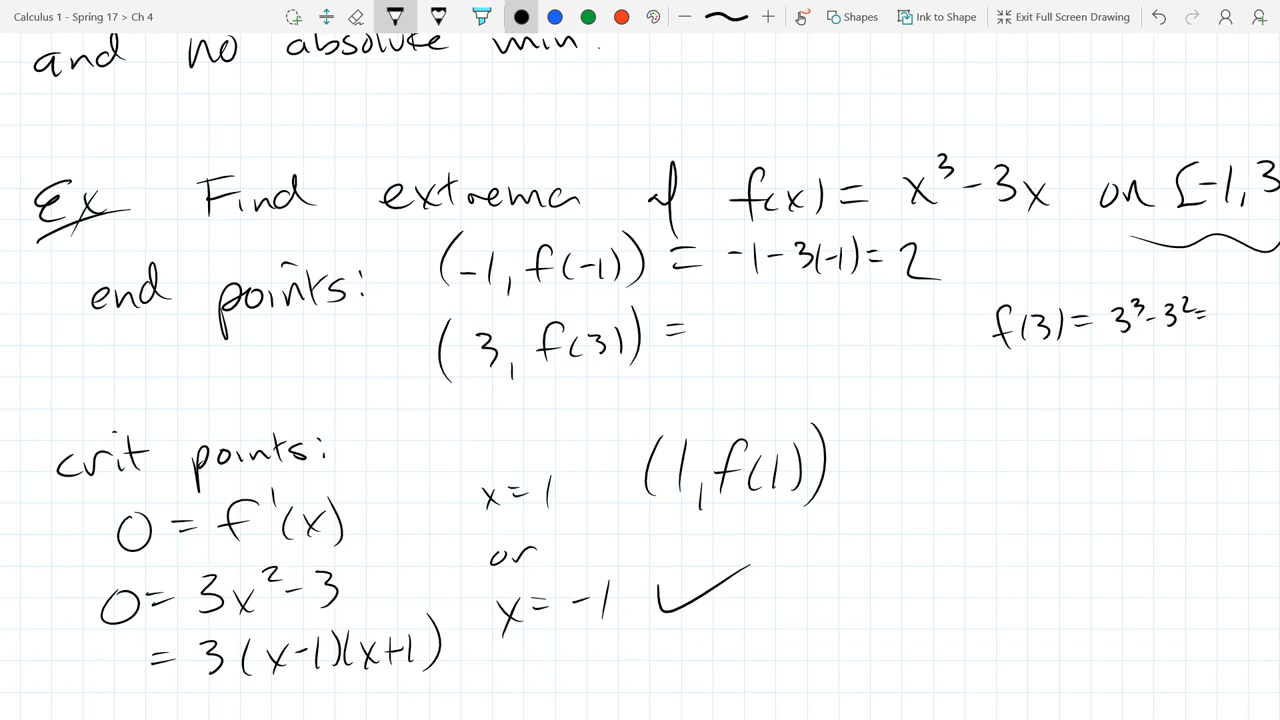 Calculus 1 - Spring 17 > Ch 4
Shapes
Ink to Shape
Exit Full Screen Drawing
and no absolute min.
Ex Find extrema of f(x) = x³ - 3x on [-1, 3
end points: (-1, f(-1)) = -1 - 3(-1) = 2
(3, f(3)) =
f(3) = 3³ - 3² =
crit points:
0 = f'(x)
0 = 3x² - 3
= 3(x-1)(x+1)
x = 1
or
x = -1 ✓
(1, f(1))